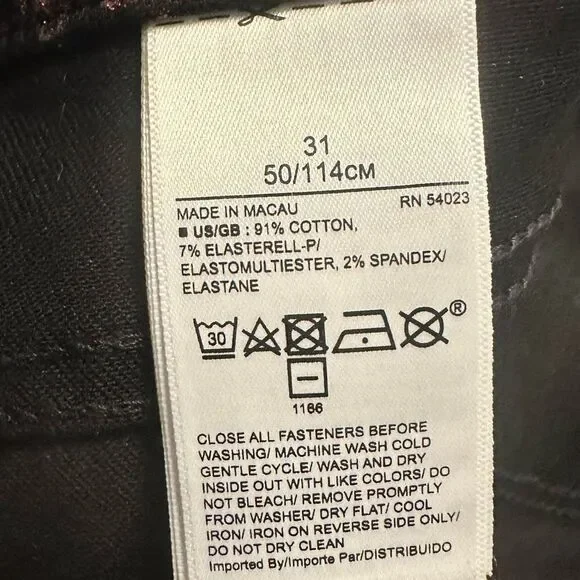 31
50/114CM
MADE IN MACAU RN 54023
■ US/GB : 91% COTTON,
7% ELASTERELL-P/
ELASTOMULTIESTER, 2% SPANDEX/
ELASTANE
30
®
1166
CLOSE ALL FASTENERS BEFORE
WASHING/ MACHINE WASH COLD
GENTLE CYCLE/ WASH AND DRY
INSIDE OUT WITH LIKE COLORS/ DO
NOT BLEACH/ REMOVE PROMPTLY
FROM WASHER/ DRY FLAT/ COOL
IRON/ IRON ON REVERSE SIDE ONLY/
DO NOT DRY CLEAN
Imported By/Importe Par/DISTRIBUIDO